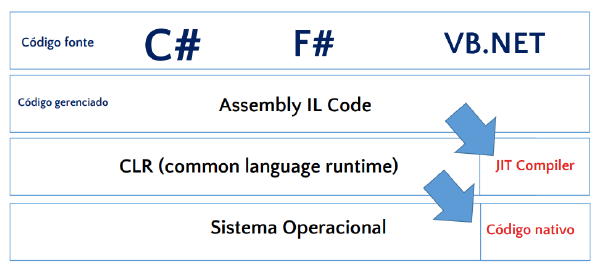 Código fonte C# F# VB.NET
Código gerenciado Assembly IL Code
CLR (common language runtime) JIT Compiler
Sistema Operacional Código nativo